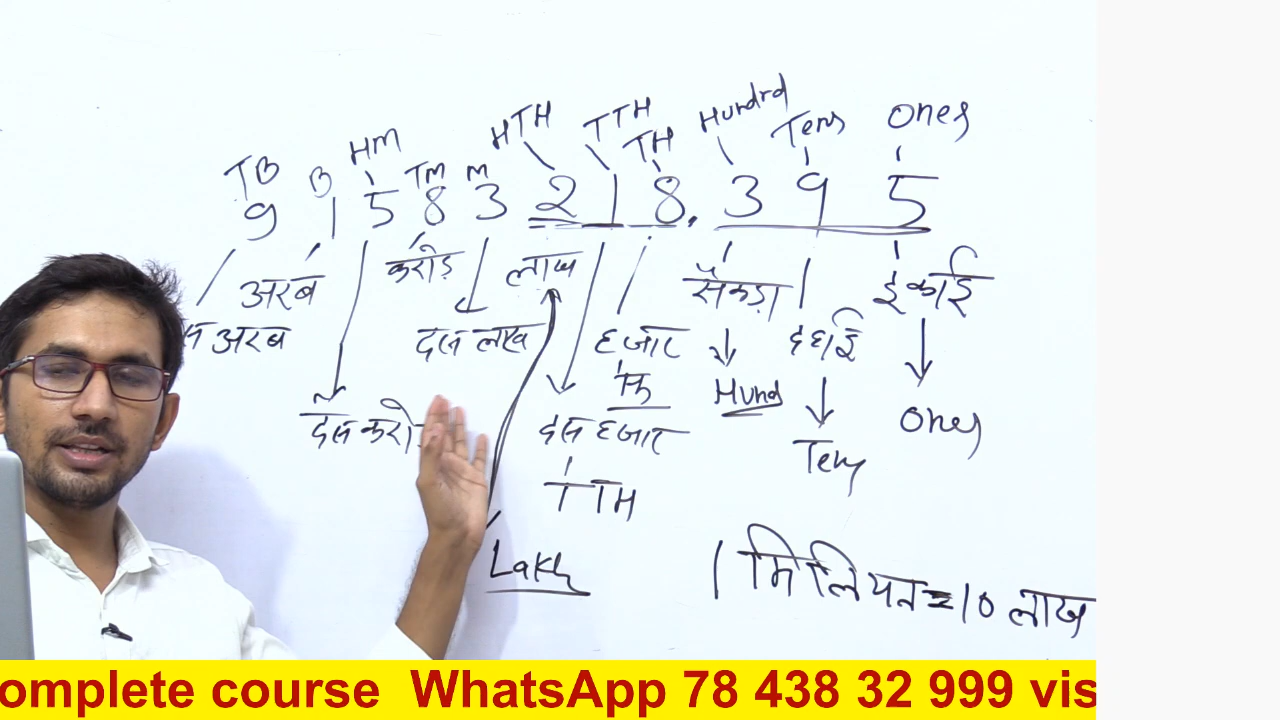 TB B HM TM M HTH TTH TH Hundrd Tens Ones
9 1 5 8 3 2 1 8, 3 9 5
अरब करोड़ लाख सैकड़ा इकाई
अरब दस लाख हजार दहाई
TH Hund Ones
दस करो दस हजार Tens
TTH
Lakh 1 मिलियन = 10 लाख
omplete course WhatsApp 78 438 32 999 vis